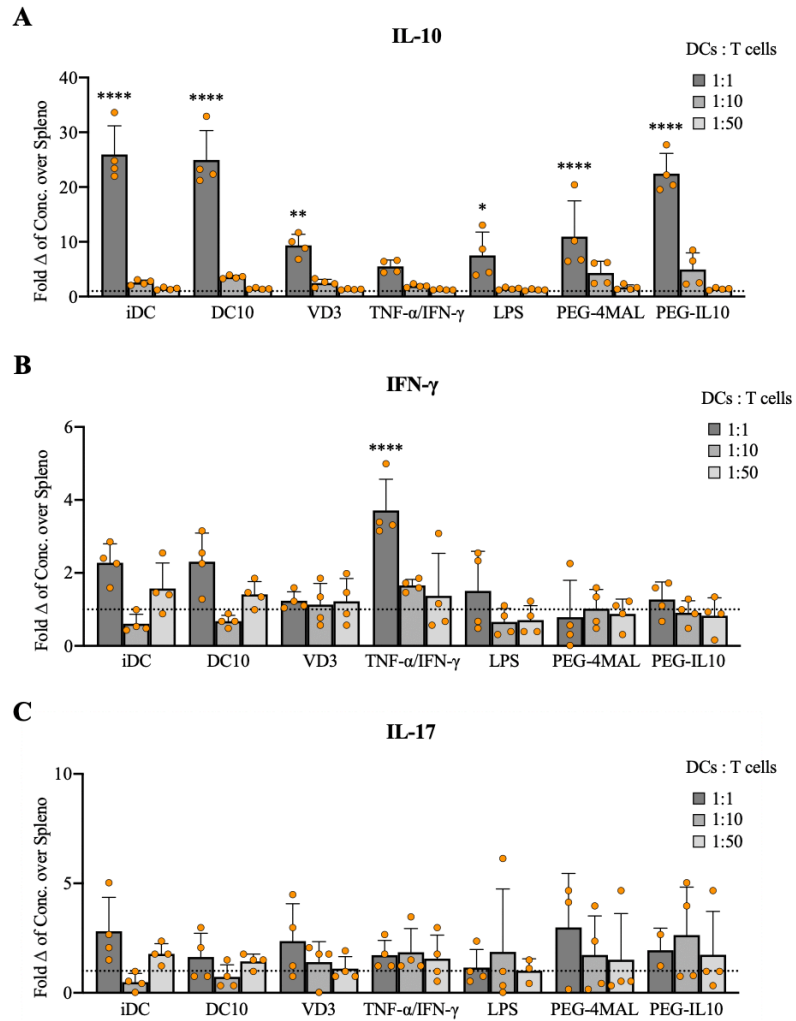 A
IL-10
DCs : T cells
1:1
1:10
1:50
Fold Δ of Conc. over Spleno
40
30
20
10
0
**** **** ** * **** ****
iDC DC10 VD3 TNF-α/IFN-γ LPS PEG-4MAL PEG-IL10
B
IFN-γ
DCs : T cells
1:1
1:10
1:50
Fold Δ of Conc. over Spleno
6
4
2
0
****
iDC DC10 VD3 TNF-α/IFN-γ LPS PEG-4MAL PEG-IL10
C
IL-17
DCs : T cells
1:1
1:10
1:50
Fold Δ of Conc. over Spleno
10
5
0
iDC DC10 VD3 TNF-α/IFN-γ LPS PEG-4MAL PEG-IL10